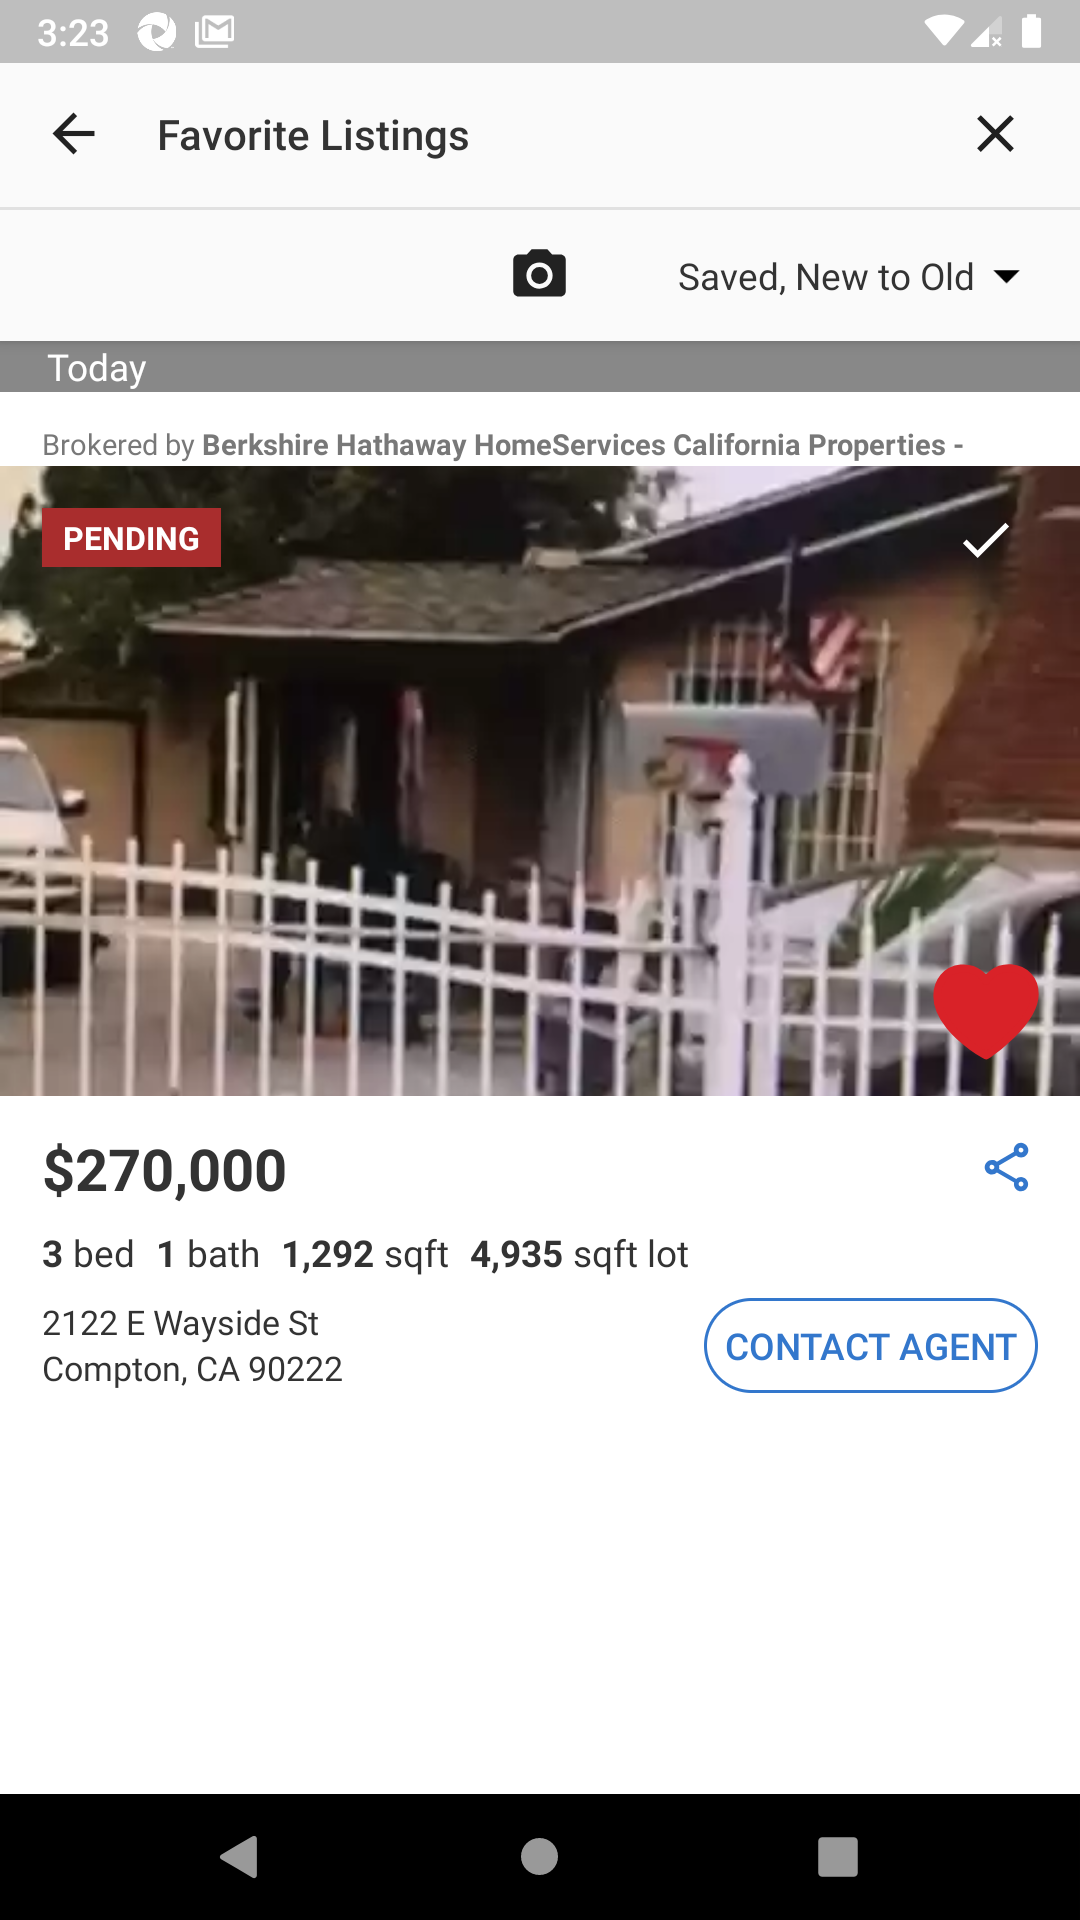 3:23
Favorite Listings
Saved, New to Old
Today
Brokered by Berkshire Hathaway HomeServices California Properties -
PENDING
$270,000
3 bed 1 bath 1,292 sqft 4,935 sqft lot
2122 E Wayside St
Compton, CA 90222
CONTACT AGENT